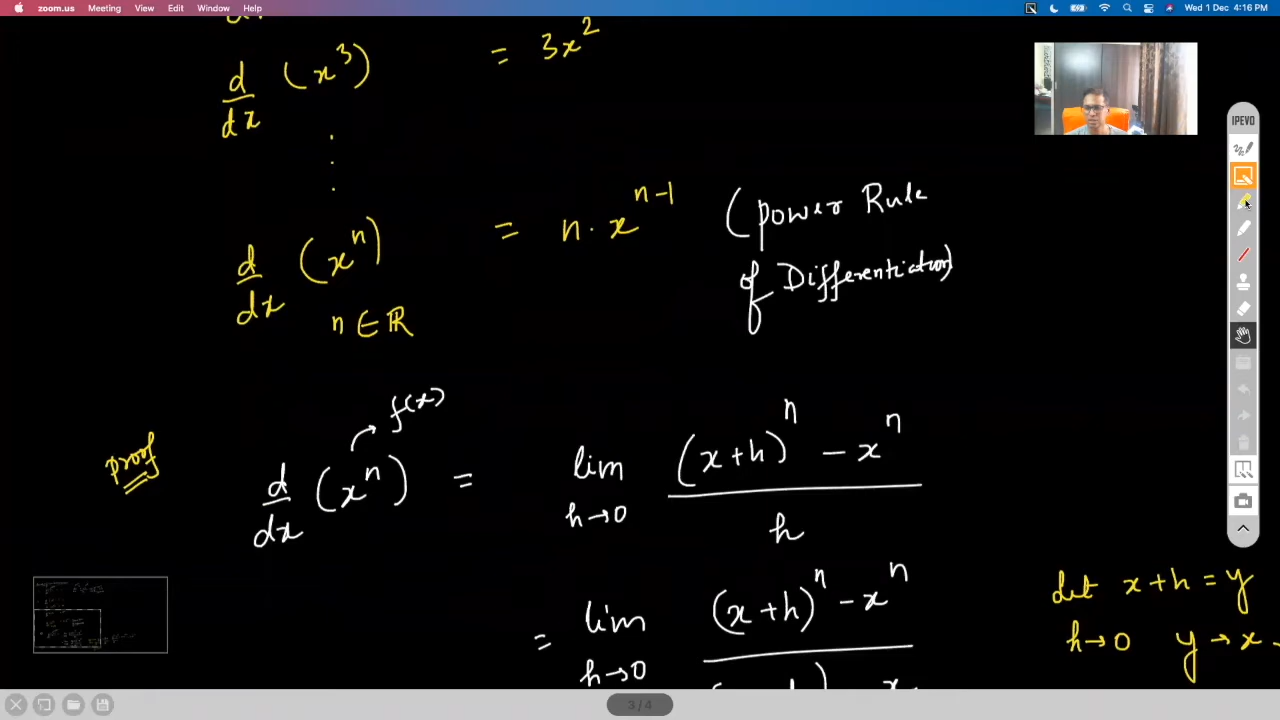 zoom.us Meeting View Edit Window Help Wed 1 Dec 4:16 PM
d/dx (x³) = 3x²
IPEVO
.
.
.
d/dx (xⁿ) = n · xⁿ⁻¹ (Power Rule
of Differentiation)
n ∈ ℝ
f(x)
Proof
d/dx (xⁿ) = lim h→0 ((x+h)ⁿ − xⁿ)/h
= lim h→0 (x+h)ⁿ − xⁿ
Let x+h = y
h→0 y→x
3 / 4